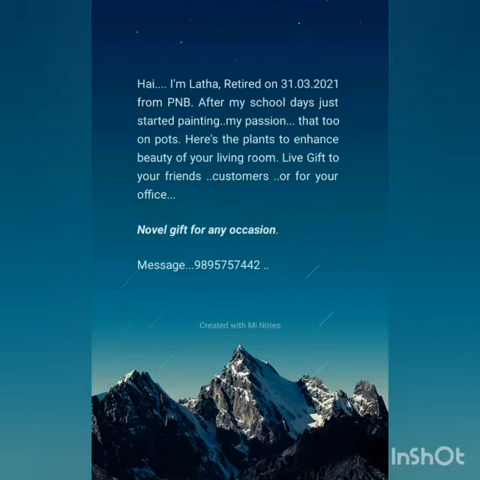 Hai.... I'm Latha, Retired on 31.03.2021
from PNB. After my school days just
started painting..my passion... that too
on pots. Here's the plants to enhance
beauty of your living room. Live Gift to
your friends ..customers ..or for your
office...
Novel gift for any occasion.
Message...9895757442 ..
Created with Mi Notes
InShOt